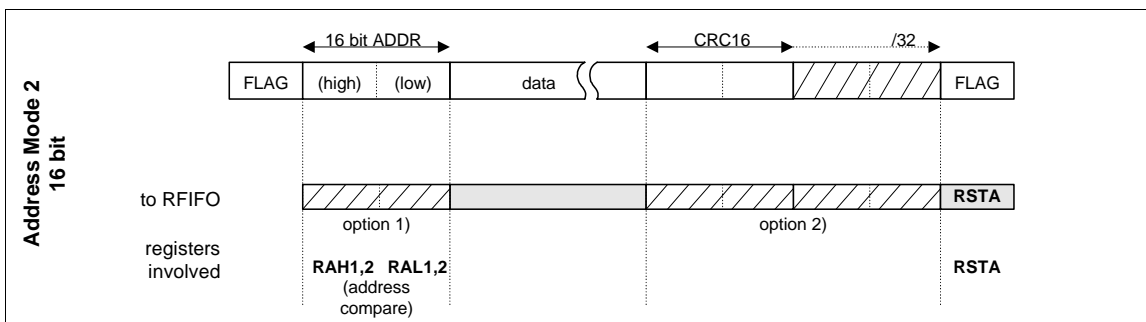 Address Mode 2
16 bit
16 bit ADDR CRC16 /32
FLAG (high) (low) data FLAG
to RFIFO RSTA
option 1) option 2)
registers
involved
RAH1,2 RAL1,2 RSTA
(address
compare)